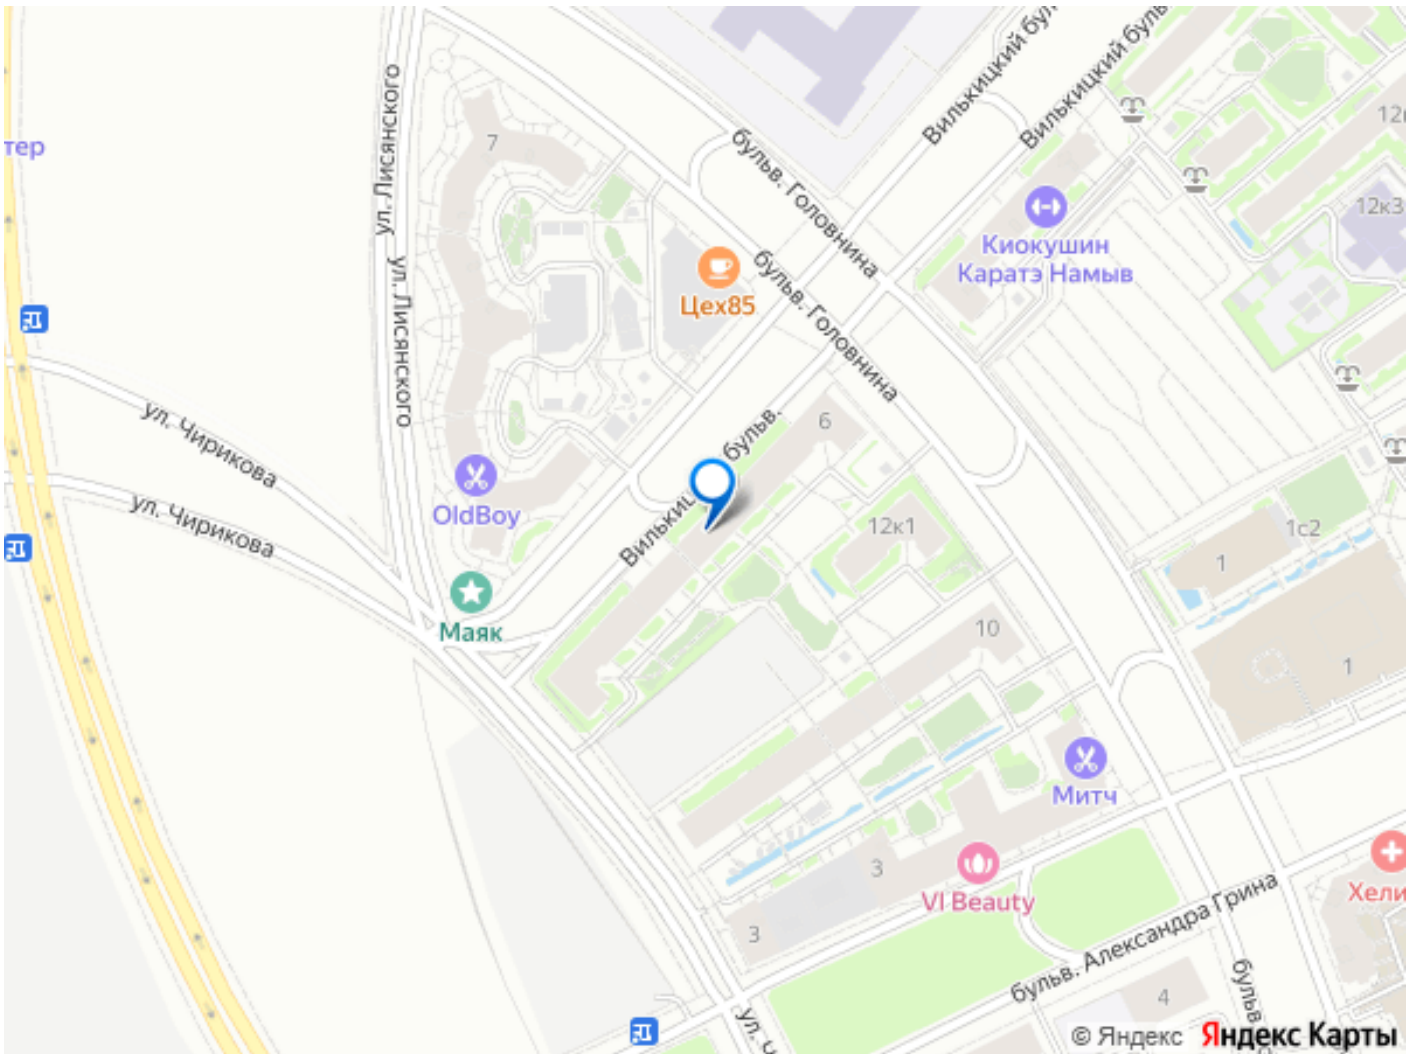 Вилькицкий бул
Вилькицкий бульв
ул. Лисянского
7
12к
тер
бульв. Головнина
12к3
Киокушин
Каратэ Намыв
бульв. Головнина
Цех85
ул. Лисянского
ул. Чирикова
6
бульв.
Вилькиц
OldBoy
ул. Чирикова
12к1
1с2
1
Маяк
10
1
Митч
3
VI Beauty
Хели
3
бульв. Александра Грина
4
бульв
ул. Ч
© Яндекс Яндекс Карты